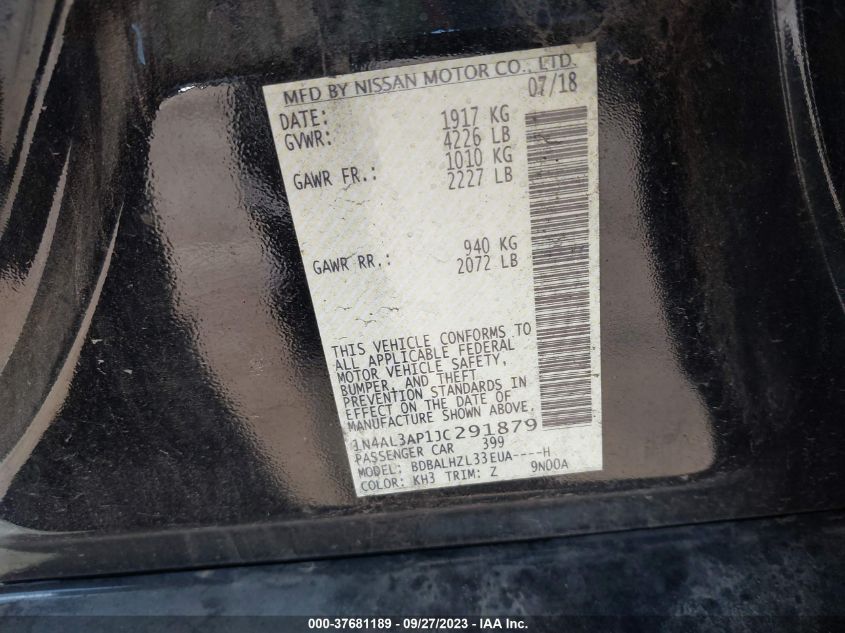 MFD BY NISSAN MOTOR CO., LTD.
DATE: 07/18
GVWR: 1917 KG
4226 LB
GAWR FR.: 1010 KG
2227 LB
GAWR RR.: 940 KG
2072 LB
THIS VEHICLE CONFORMS TO
ALL APPLICABLE FEDERAL
MOTOR VEHICLE SAFETY,
BUMPER, AND THEFT
PREVENTION STANDARDS IN
EFFECT ON THE DATE OF
MANUFACTURE SHOWN ABOVE.
1N4AL3AP1JC291879
PASSENGER CAR 399
MODEL: BDBALHZL33EUA----H
COLOR: KH3 TRIM: Z 9N00A
000-37681189 / 09/27/2023 / IAA Inc.